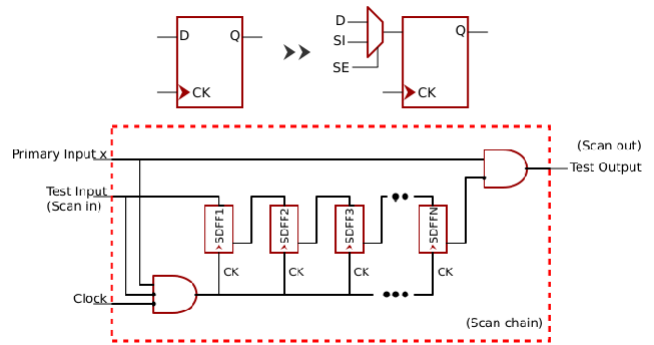 D
Q
CK
D
SI
SE
Q
CK
(Scan out)
Primary Input x
Test Output
Test Input
(Scan in)
SDFF1
SDFF2
SDFF3
SDFFN
CK
CK
CK
CK
Clock
(Scan chain)